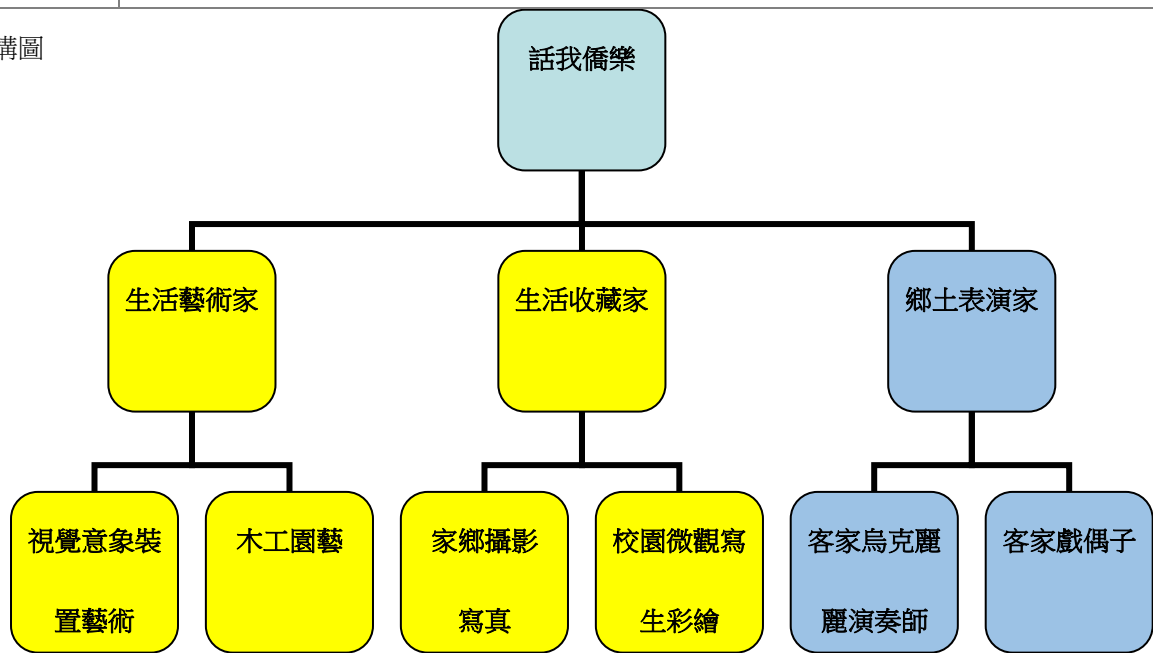 構圖
話我僑樂
生活藝術家
生活收藏家
鄉土表演家
視覺意象裝
置藝術
木工園藝
家鄉攝影
寫真
校園微觀寫
生彩繪
客家烏克麗
麗演奏師
客家戲偶子